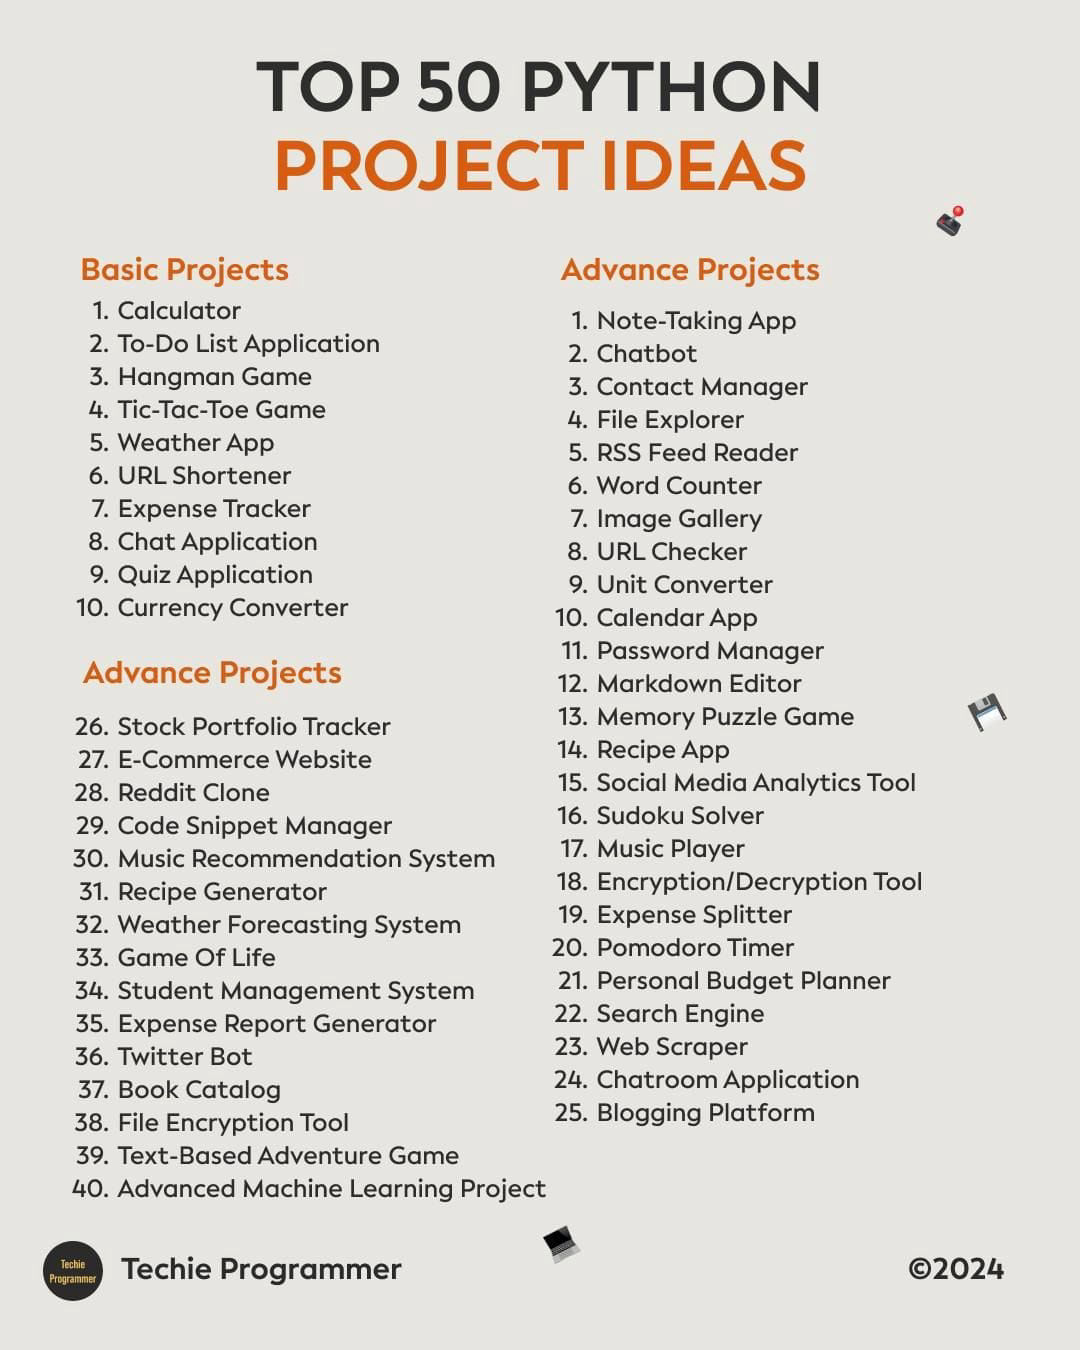 TOP 50 PYTHON
PROJECT IDEAS
Basic Projects
1. Calculator
2. To-Do List Application
3. Hangman Game
4. Tic-Tac-Toe Game
5. Weather App
6. URL Shortener
7. Expense Tracker
8. Chat Application
9. Quiz Application
10. Currency Converter
Advance Projects
26. Stock Portfolio Tracker
27. E-Commerce Website
28. Reddit Clone
29. Code Snippet Manager
30. Music Recommendation System
31. Recipe Generator
32. Weather Forecasting System
33. Game Of Life
34. Student Management System
35. Expense Report Generator
36. Twitter Bot
37. Book Catalog
38. File Encryption Tool
39. Text-Based Adventure Game
40. Advanced Machine Learning Project
Advance Projects
1. Note-Taking App
2. Chatbot
3. Contact Manager
4. File Explorer
5. RSS Feed Reader
6. Word Counter
7. Image Gallery
8. URL Checker
9. Unit Converter
10. Calendar App
11. Password Manager
12. Markdown Editor
13. Memory Puzzle Game
14. Recipe App
15. Social Media Analytics Tool
16. Sudoku Solver
17. Music Player
18. Encryption/Decryption Tool
19. Expense Splitter
20. Pomodoro Timer
21. Personal Budget Planner
22. Search Engine
23. Web Scraper
24. Chatroom Application
25. Blogging Platform
Techie
Programmer
Techie Programmer
©2024